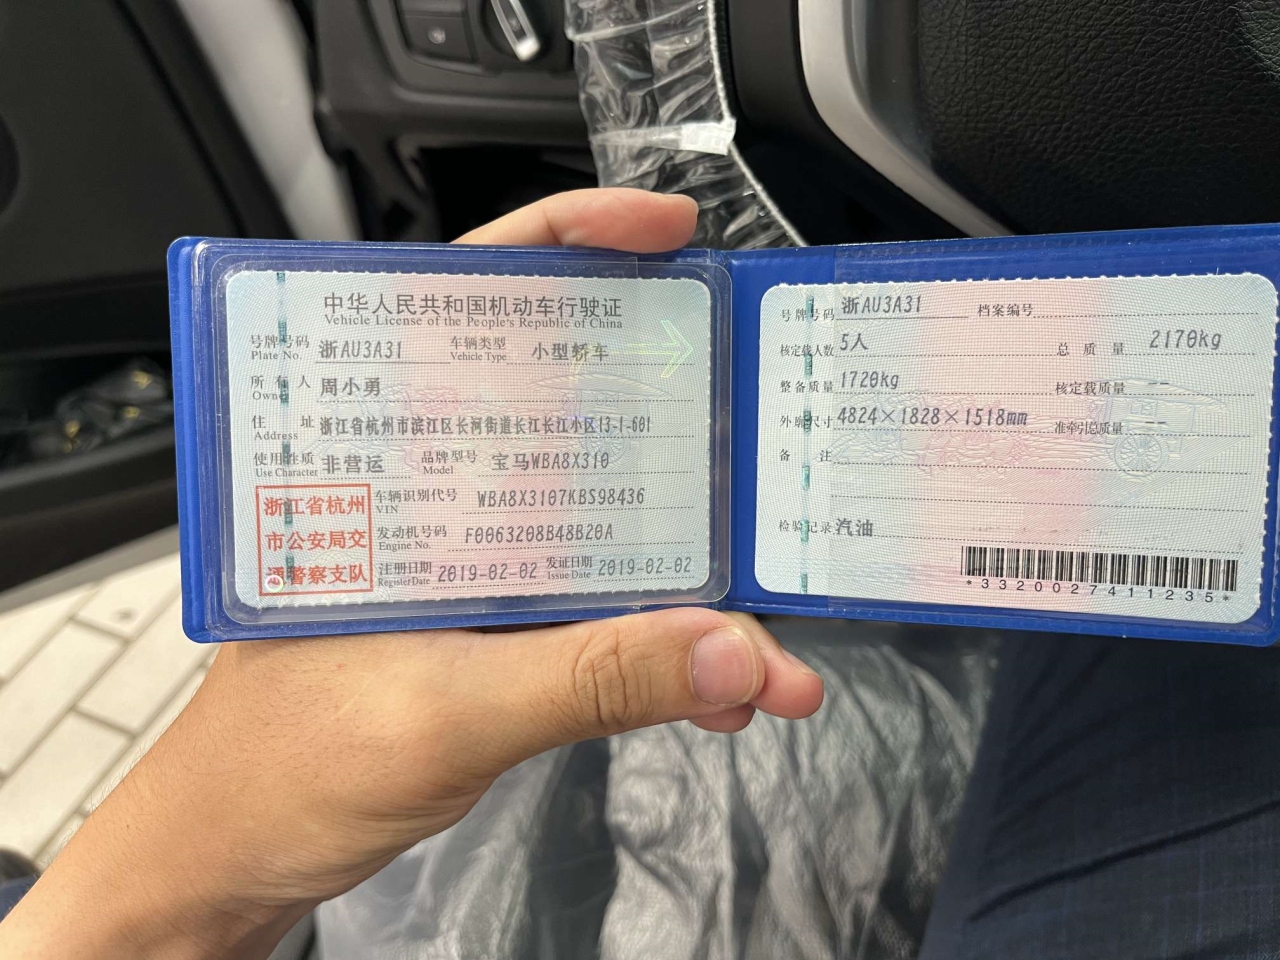 中华人民共和国机动车行驶证
Vehicle License of the People's Republic of China
号牌号码 浙AU3A31 车辆类型 小型轿车
Plate No. Vehicle Type
所有人 周小勇
Owner
住址 浙江省杭州市滨江区长河街道长江长江小区13-1-601
Address
使用性质 非营运 品牌型号 宝马WBA8X310
Use Character Model
浙江省杭州
市公安局交
通警察支队
车辆识别代号 WBA8X3107KBS98436
VIN
发动机号码 F0063208B48B20A
Engine No.
注册日期 2019-02-02 发证日期 2019-02-02
Register Date Issue Date
号牌号码 浙AU3A31 档案编号
核定载人数 5人 总质量 2170kg
整备质量 1720kg 核定载质量 --
外廓尺寸 4824×1828×1518mm 准牵引总质量 --
备注
检验记录 汽油
*3320027411235*